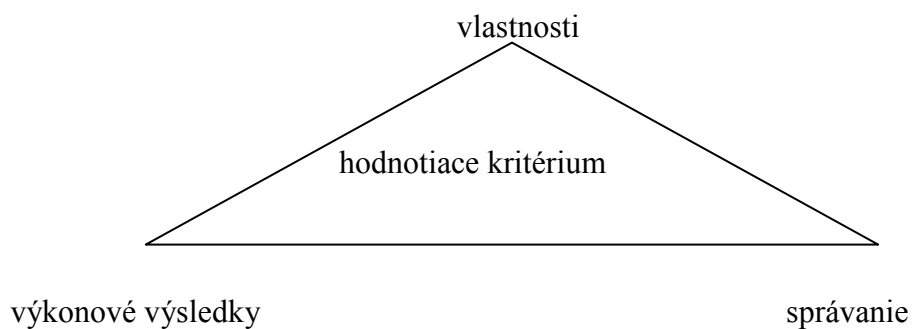 vlastnosti
hodnotiace kritérium
výkonové výsledky správanie